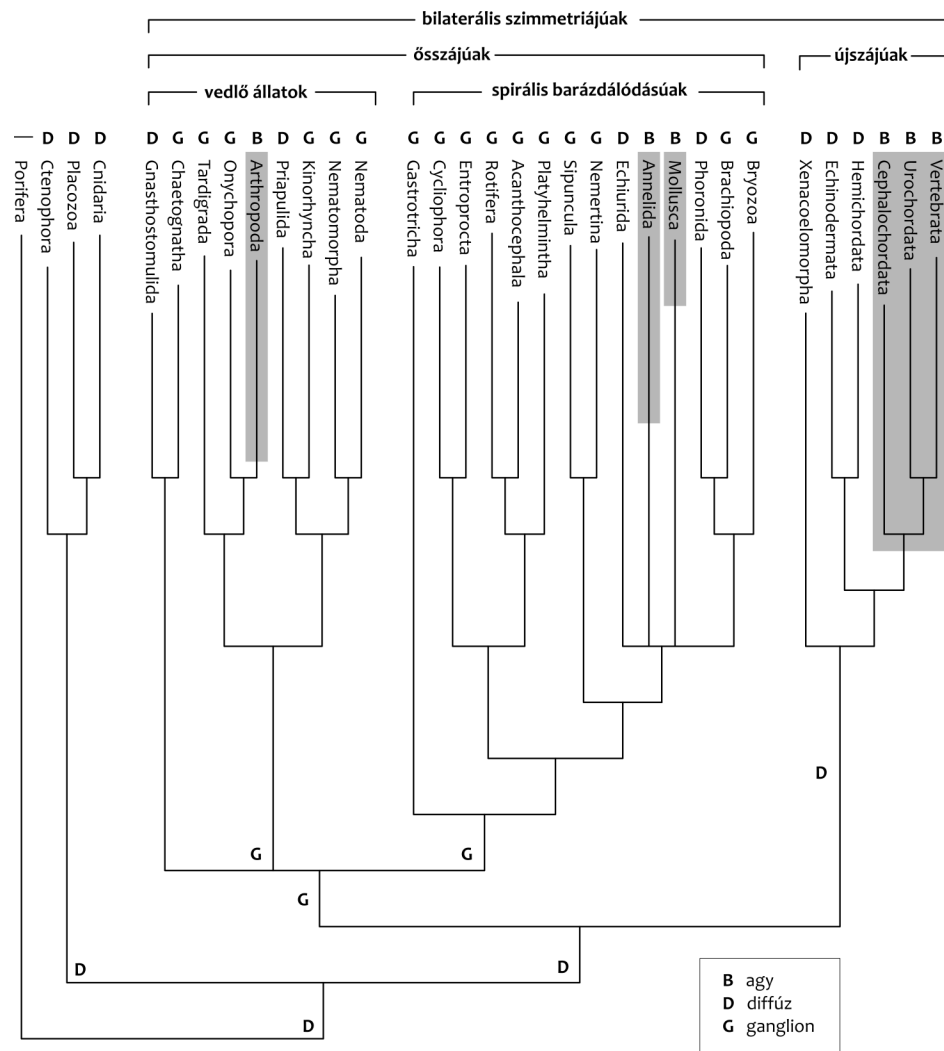 bilaterális szimmetriájúak
ősszájúak
újszájúak
vedlő állatok
spirális barázdálódásúak
— D D D D G G G B D G G G G G G G G G G G D B B D G G D D D B B B
Porifera
Ctenophora
Placozoa
Cnidaria
Gnasthostomulida
Chaetognatha
Tardigrada
Onychopora
Arthropoda
Priapulida
Kinorhyncha
Nematomorpha
Nematoda
Gastrotricha
Cycliophora
Entroprocta
Rotifera
Acanthocephala
Platyhelmintha
Sipuncula
Nemertina
Echiurida
Annelida
Mollusca
Phoronida
Brachiopoda
Bryozoa
Xenacoelomorpha
Echinodermata
Hemichordata
Cephalochordata
Urochordata
Vertebrata
D
G
G
G
D
D
D
B agy
D diffúz
G ganglion